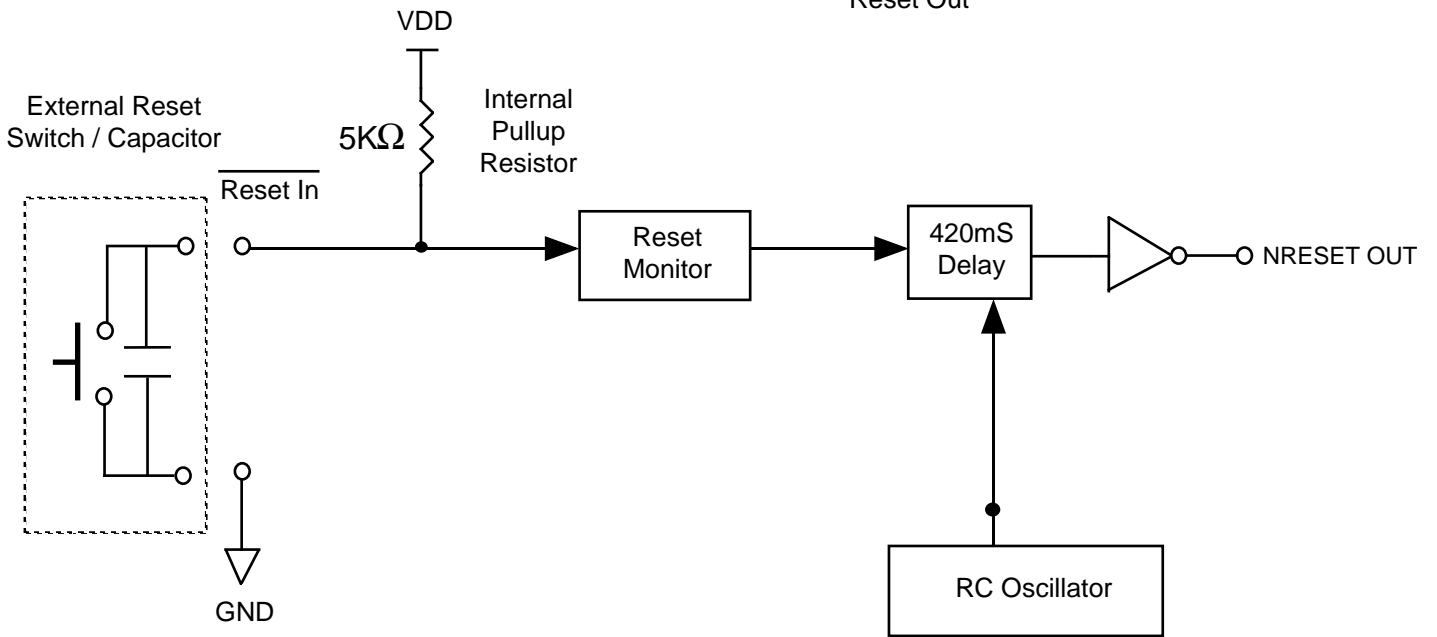 Reset Out
VDD
External Reset
Switch / Capacitor
5KΩ
Internal
Pullup
Resistor
Reset In
Reset
Monitor
420mS
Delay
NRESET OUT
RC Oscillator
GND